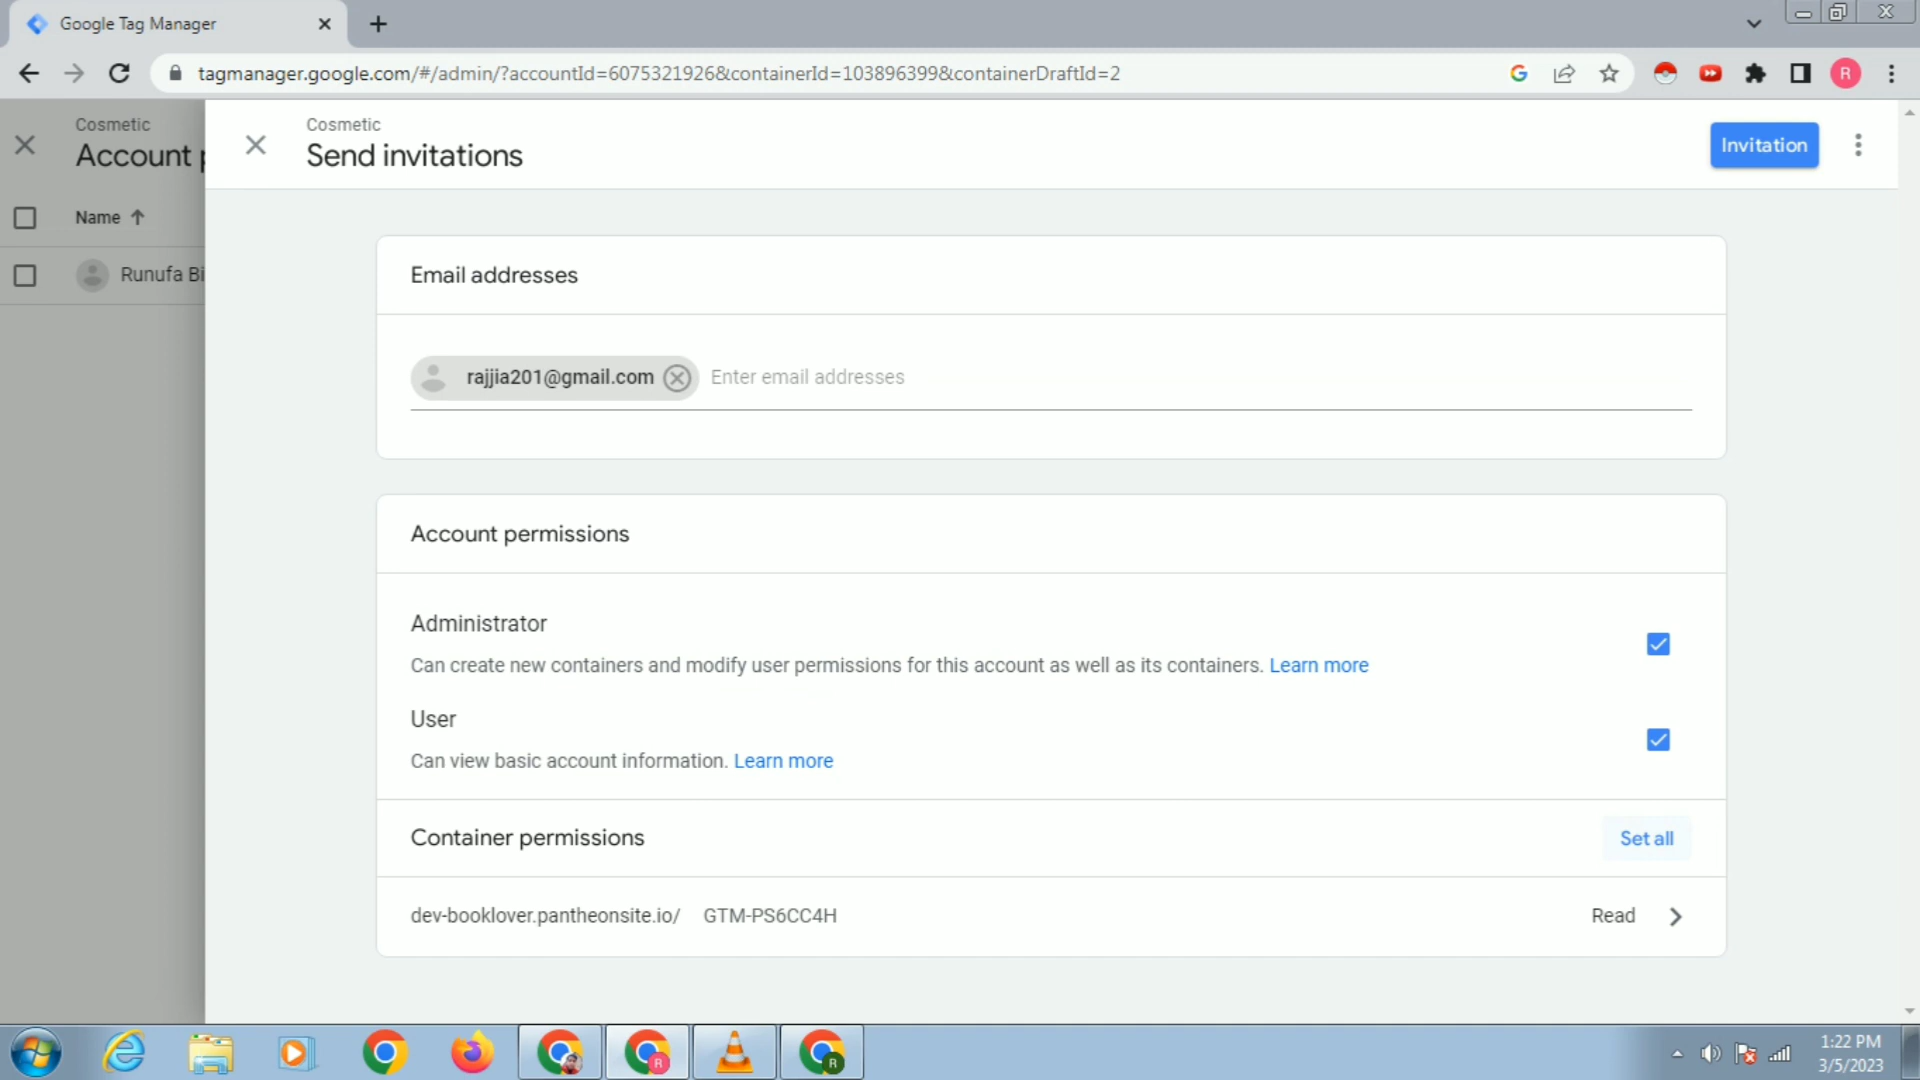 Google Tag Manager
tagmanager.google.com/#/admin/?accountId=6075321926&containerId=103896399&containerDraftId=2
R
Cosmetic
Account
Name
Runufa Bi
Cosmetic
Send invitations
Invitation
Email addresses
rajjia201@gmail.com
Enter email addresses
Account permissions
Administrator
Can create new containers and modify user permissions for this account as well as its containers. Learn more
User
Can view basic account information. Learn more
Container permissions
Set all
dev-booklover.pantheonsite.io/ GTM-PS6CC4H
Read
R
R
1:22 PM
3/5/2023